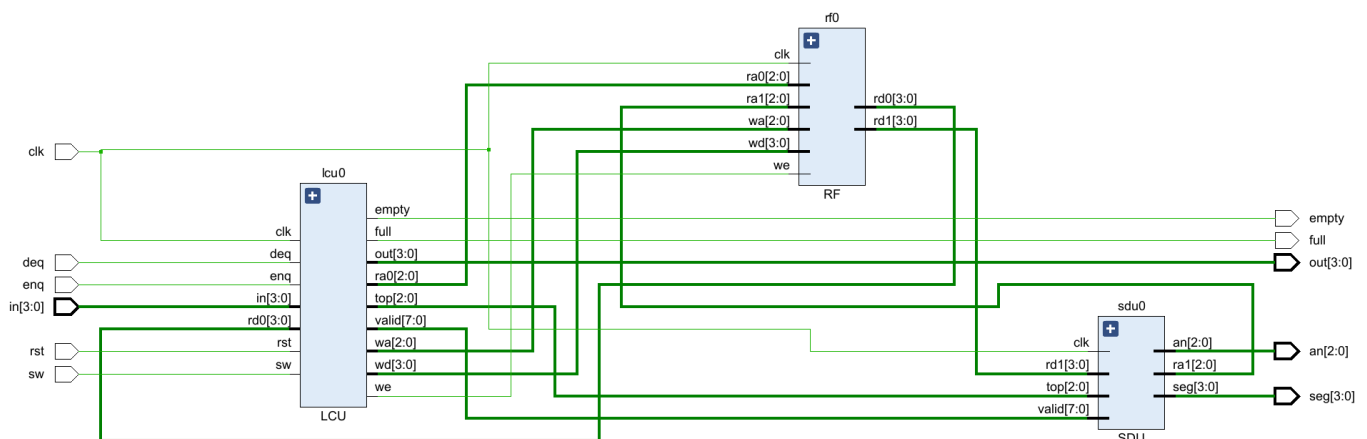 rf0
clk
ra0[2:0]
ra1[2:0]
wa[2:0]
wd[3:0]
we
rd0[3:0]
rd1[3:0]
RF
clk
deq
enq
in[3:0]
rst
sw
lcu0
clk
deq
enq
in[3:0]
rd0[3:0]
rst
sw
empty
full
out[3:0]
ra0[2:0]
top[2:0]
valid[7:0]
wa[2:0]
wd[3:0]
we
LCU
sdu0
clk
rd1[3:0]
top[2:0]
valid[7:0]
an[2:0]
ra1[2:0]
seg[3:0]
SDU
empty
full
out[3:0]
an[2:0]
seg[3:0]